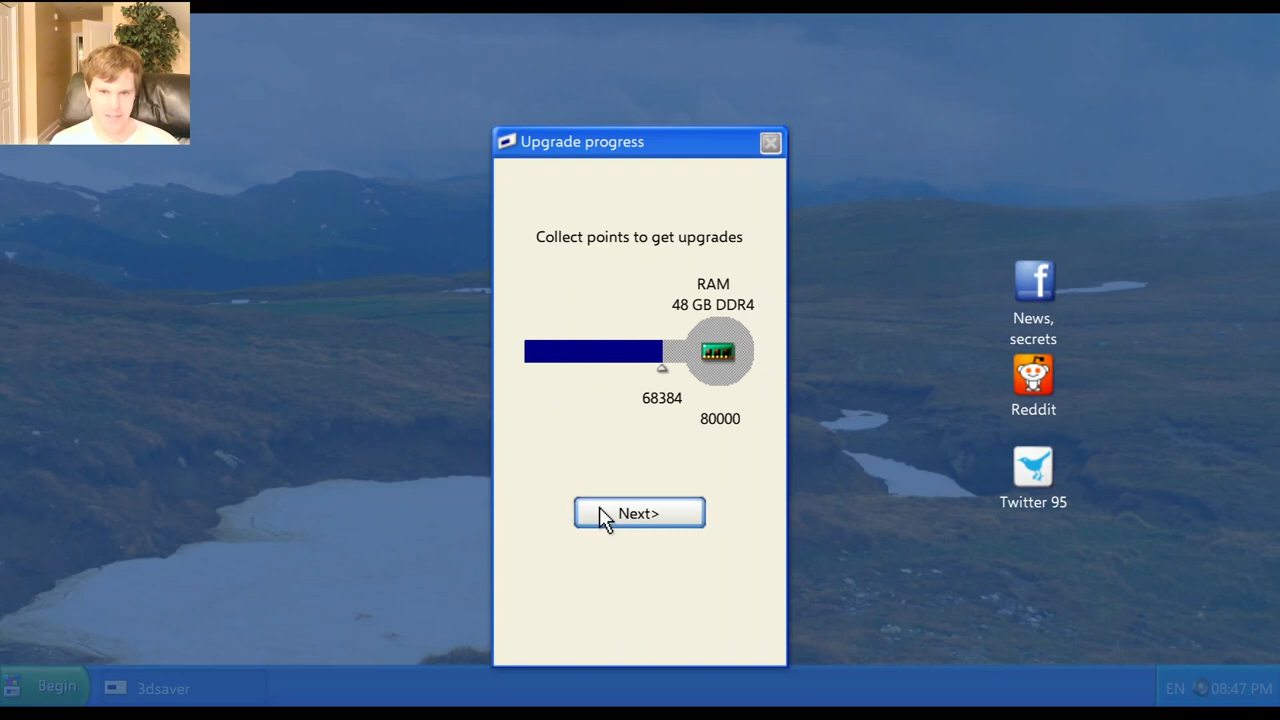 Upgrade progress
Collect points to get upgrades
RAM
48 GB DDR4
68384
80000
Next>
News,
secrets
Reddit
Twitter 95
Begin
3dsaver
EN 08:47 PM